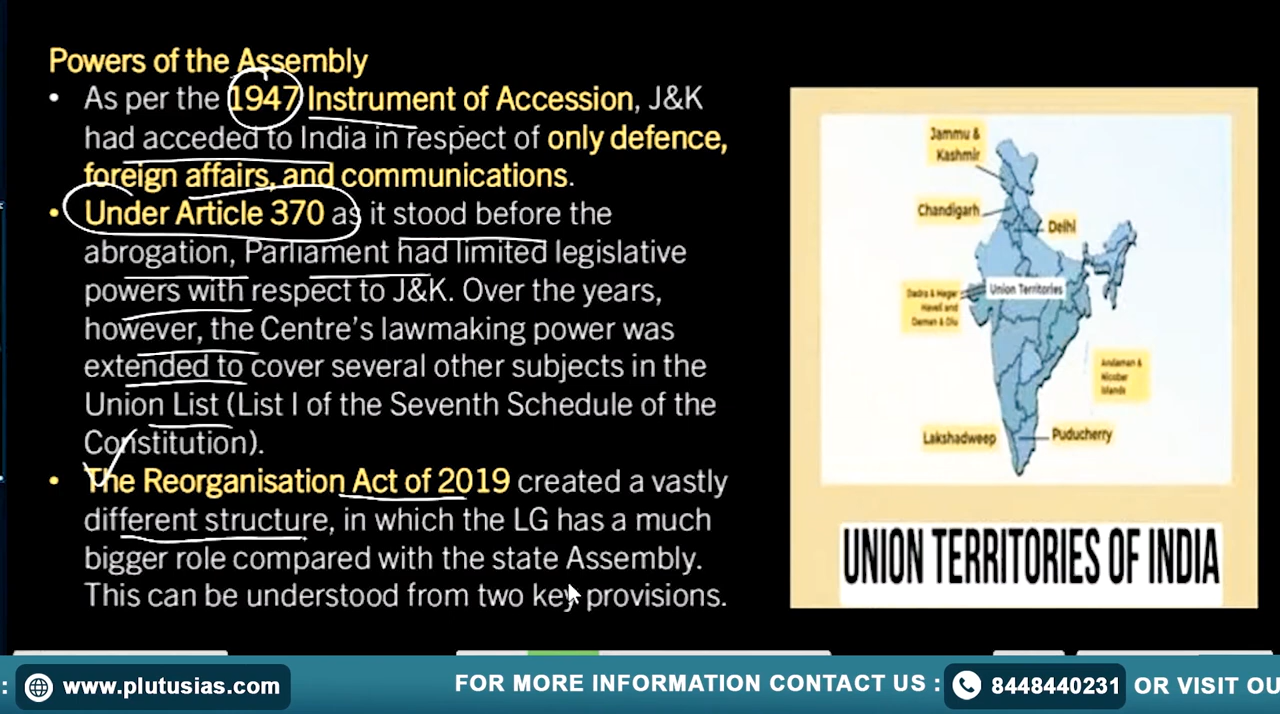 Powers of the Assembly
• As per the 1947 Instrument of Accession, J&K
had acceded to India in respect of only defence,
foreign affairs, and communications.
• Under Article 370 as it stood before the
abrogation, Parliament had limited legislative
powers with respect to J&K. Over the years,
however, the Centre's lawmaking power was
extended to cover several other subjects in the
Union List (List I of the Seventh Schedule of the
Constitution).
• The Reorganisation Act of 2019 created a vastly
different structure, in which the LG has a much
bigger role compared with the state Assembly.
This can be understood from two key provisions.
Jammu &
Kashmir
Chandigarh
Delhi
Dadra & Nagar
Haveli and
Daman & Diu
Union Territories
Andaman &
Nicobar
Islands
Lakshadweep
Puducherry
UNION TERRITORIES OF INDIA
: www.plutusias.com
FOR MORE INFORMATION CONTACT US : 8448440231 OR VISIT OU